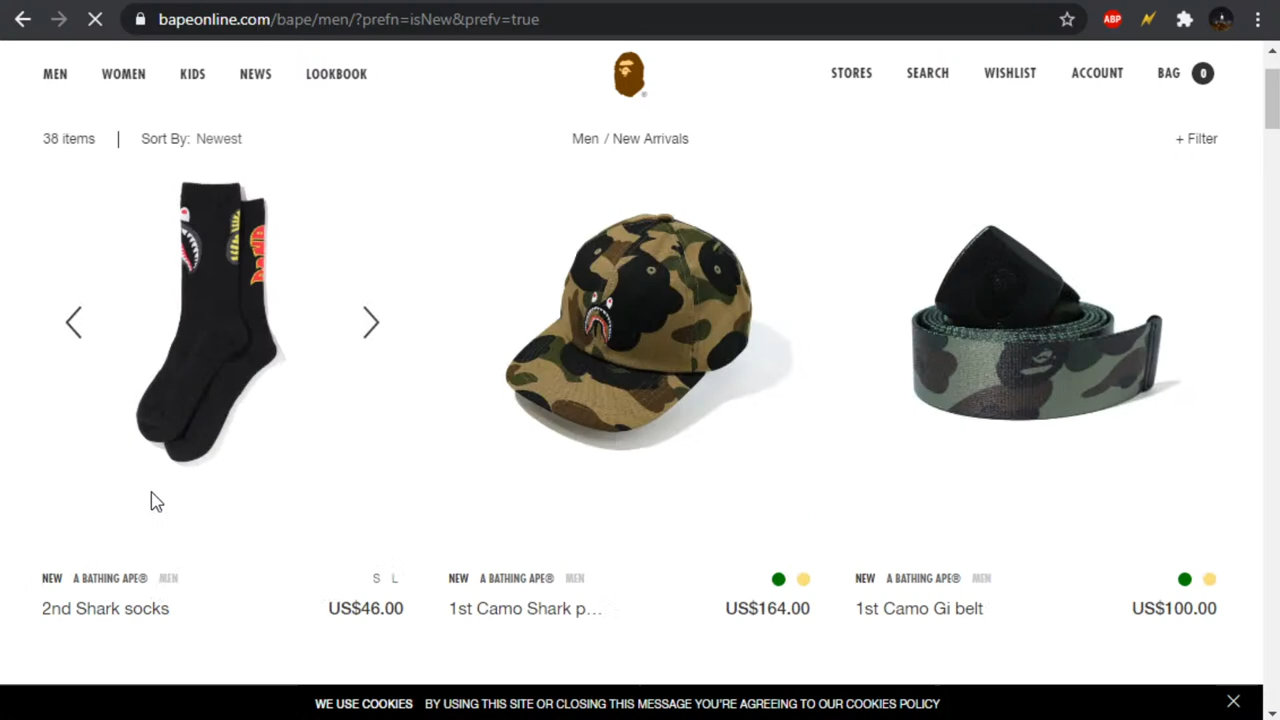 bapeonline.com/bape/men/?prefn=isNew&prefv=true
ABP
MEN WOMEN KIDS NEWS LOOKBOOK STORES SEARCH WISHLIST ACCOUNT BAG 0
38 items | Sort By: Newest Men / New Arrivals + Filter
NEW A BATHING APE® MEN S L
2nd Shark socks US$46.00
NEW A BATHING APE® MEN
1st Camo Shark p... US$164.00
NEW A BATHING APE® MEN
1st Camo Gi belt US$100.00
WE USE COOKIES BY USING THIS SITE OR CLOSING THIS MESSAGE YOU'RE AGREEING TO OUR COOKIES POLICY